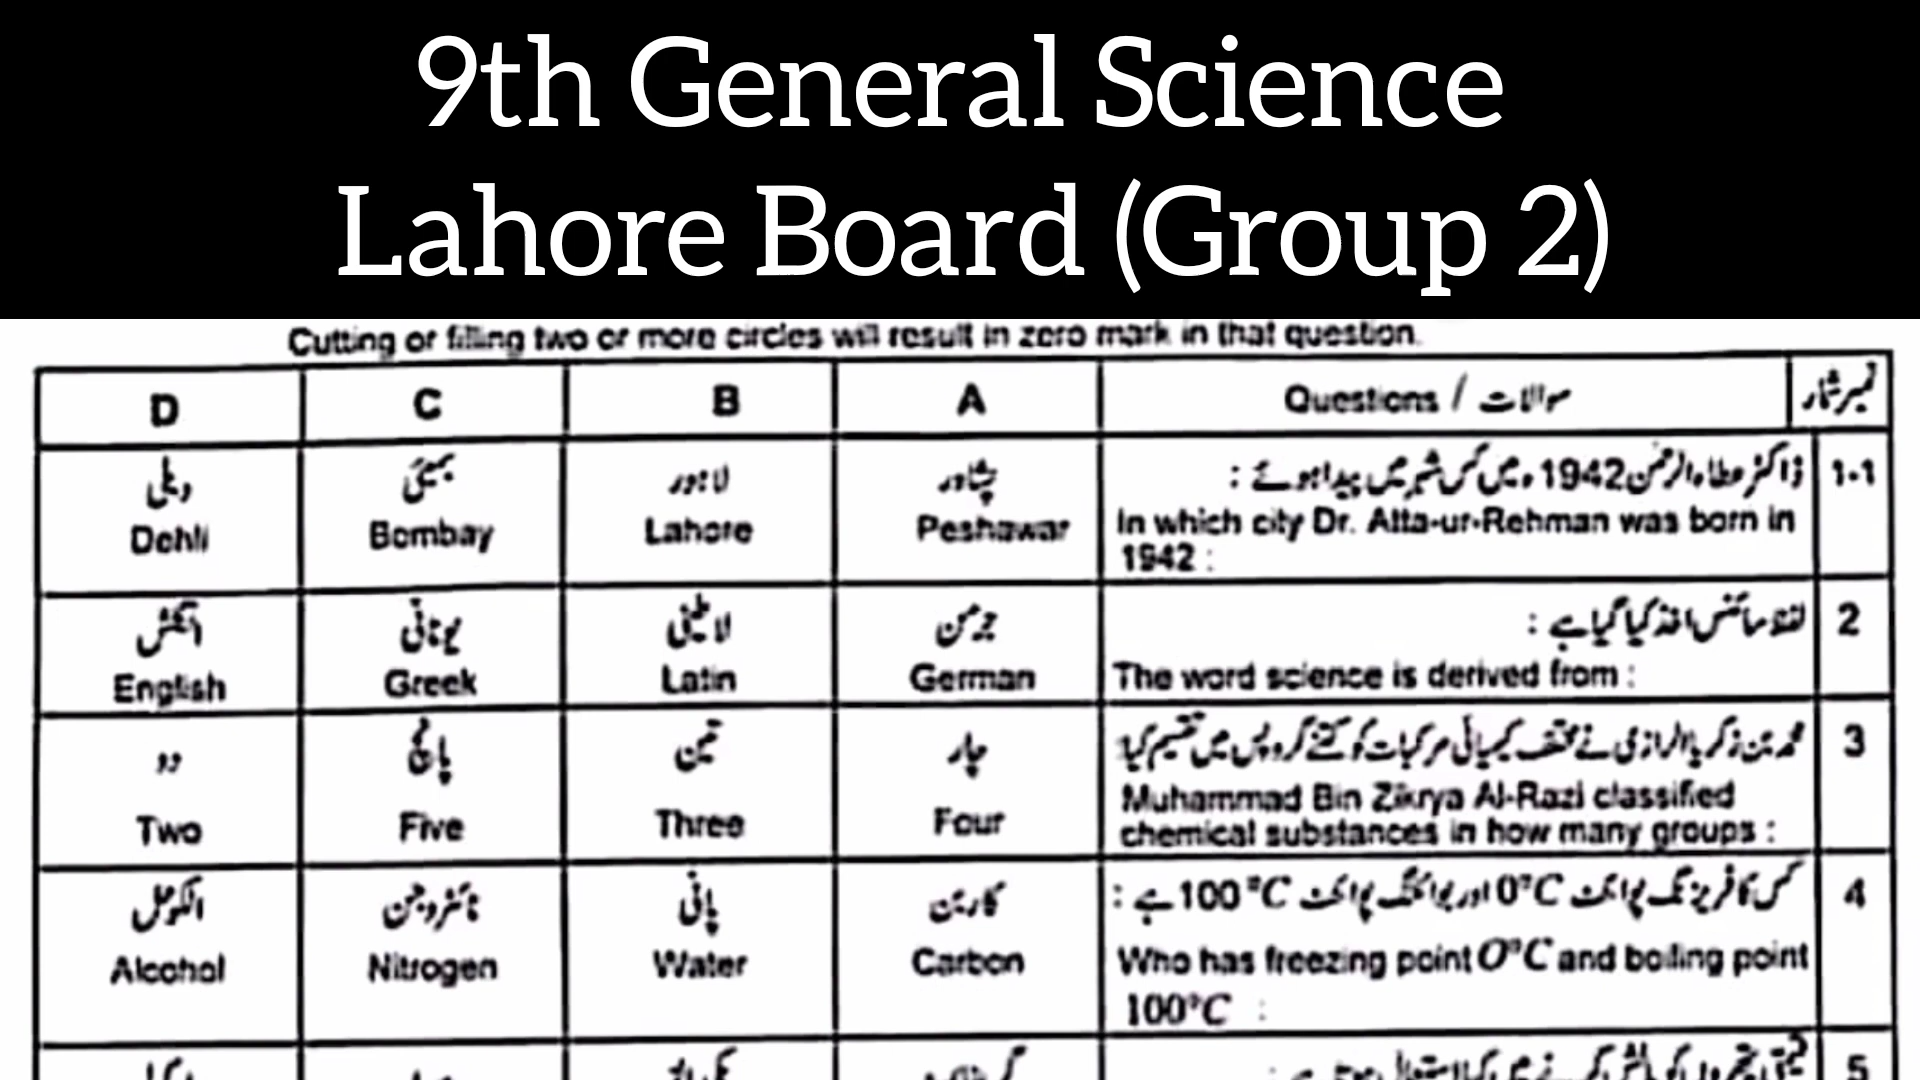 9th General Science
Lahore Board (Group 2)
Cutting or filling two or more circles will result in zero mark in that question.
نمبر شمار
سوالات / Questions
A
B
C
D
1-1
ڈاکٹر عطاء الرحمٰن 1942ء میں کس شہر میں پیدا ہوئے :
In which city Dr. Atta-ur-Rehman was born in
1942 :
پشاور
Peshawar
لاہور
Lahore
بمبئی
Bombay
دہلی
Dehli
2
لفظ سائنس اخذ کیا گیا ہے :
The word science is derived from :
جرمن
German
لاطینی
Latin
یونانی
Greek
انگلش
English
3
محمد بن زکریا الرازی نے مختلف کیمیائی مرکبات کو کتنے گروپس میں تقسیم کیا:
Muhammad Bin Zikrya Al-Razi classified
chemical substances in how many groups :
چار
Four
تین
Three
پانچ
Five
دو
Two
4
کس کا فریزنگ پوائنٹ 0°C اور بوائلنگ پوائنٹ 100°C ہے :
Who has freezing point 0°C and boiling point
100°C :
کاربن
Carbon
پانی
Water
نائٹروجن
Nitrogen
الکوحل
Alcohol
5